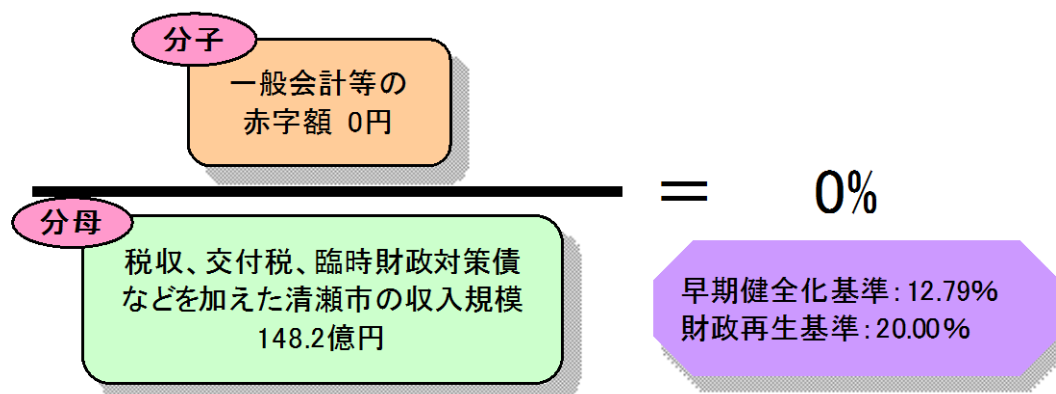 分子
一般会計等の
赤字額 0円
分母
税収、交付税、臨時財政対策債
などを加えた清瀬市の収入規模
148.2億円
＝ 0%
早期健全化基準：12.79%
財政再生基準：20.00%